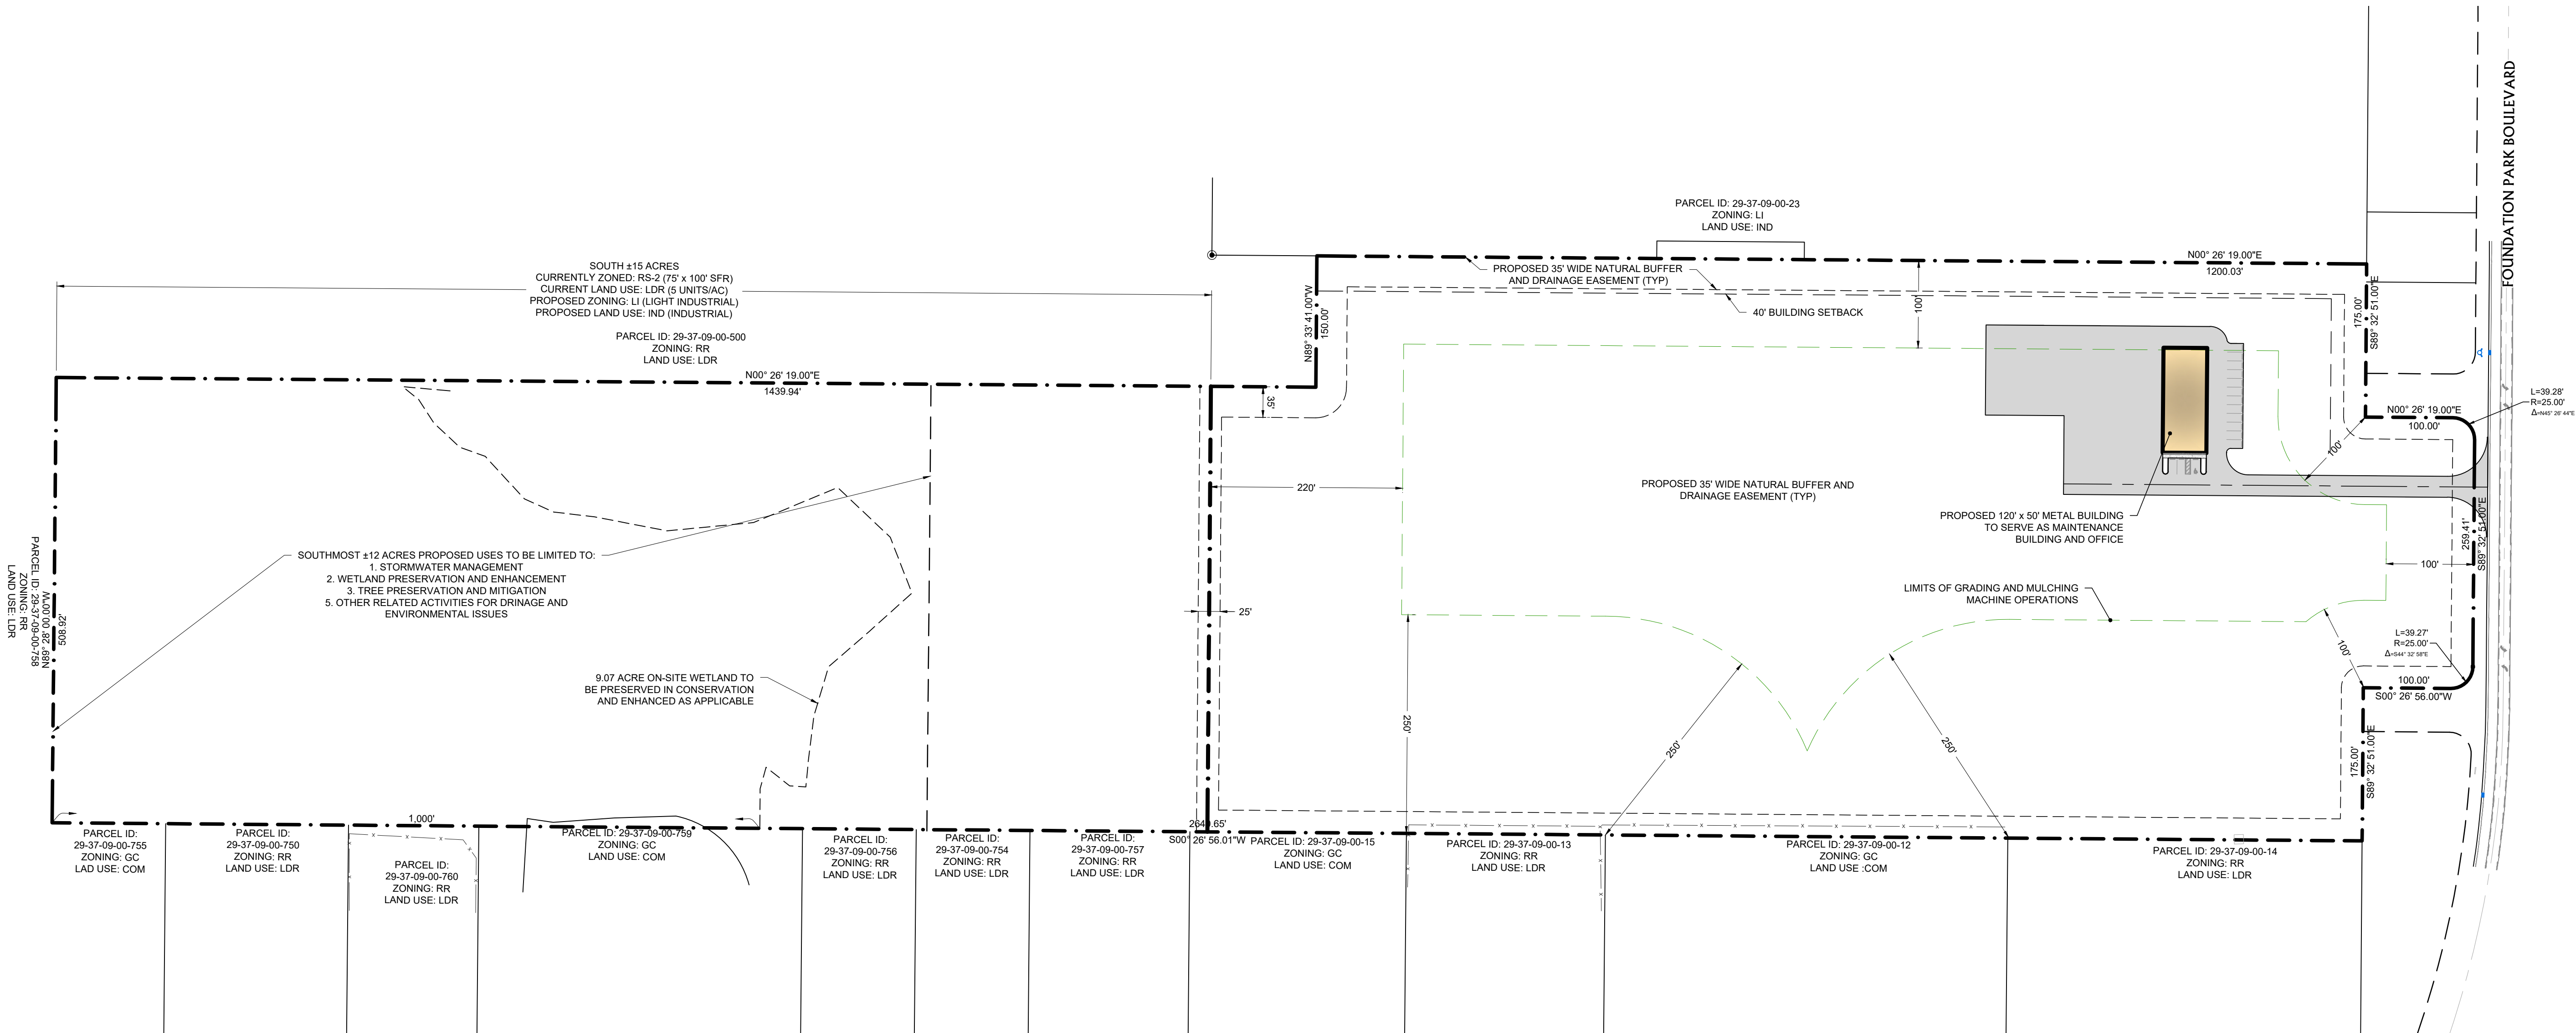 FOUNDATION PARK BOULEVARD
PARCEL ID: 29-37-09-00-23
ZONING: LI
LAND USE: IND
SOUTH ±15 ACRES
CURRENTLY ZONED: RS-2 (75' x 100' SFR)
CURRENT LAND USE: LDR (5 UNITS/AC)
PROPOSED ZONING: LI (LIGHT INDUSTRIAL)
PROPOSED LAND USE: IND (INDUSTRIAL)
PARCEL ID: 29-37-09-00-500
ZONING: RR
LAND USE: LDR
N00° 26' 19.00"E
1439.94'
N89° 33' 41.00"W
150.00'
PROPOSED 35' WIDE NATURAL BUFFER
AND DRAINAGE EASEMENT (TYP)
40' BUILDING SETBACK
100'
N00° 26' 19.00"E
1200.03'
175.00'
S89° 32' 51.00"E
L=39.28'
R=25.00'
Δ=N45° 26' 44"E
N00° 26' 19.00"E
100.00'
35'
100'
220'
PROPOSED 35' WIDE NATURAL BUFFER AND
DRAINAGE EASEMENT (TYP)
PROPOSED 120' x 50' METAL BUILDING
TO SERVE AS MAINTENANCE
BUILDING AND OFFICE
259.41'
S89° 32' 51.00"E
100'
LIMITS OF GRADING AND MULCHING
MACHINE OPERATIONS
SOUTHMOST ±12 ACRES PROPOSED USES TO BE LIMITED TO:
1. STORMWATER MANAGEMENT
2. WETLAND PRESERVATION AND ENHANCEMENT
3. TREE PRESERVATION AND MITIGATION
5. OTHER RELATED ACTIVITIES FOR DRINAGE AND
ENVIRONMENTAL ISSUES
25'
508.92'
N89° 28' 00.00"W
PARCEL ID: 29-37-09-00-758
ZONING: RR
LAND USE: LDR
9.07 ACRE ON-SITE WETLAND TO
BE PRESERVED IN CONSERVATION
AND ENHANCED AS APPLICABLE
L=39.27'
R=25.00'
Δ=S44° 32' 58"E
100'
100.00'
S00° 26' 56.00"W
250'
250'
250'
175.00'
S89° 32' 51.00"E
1,000'
2649.65'
S00° 26' 56.01"W
PARCEL ID:
29-37-09-00-755
ZONING: GC
LAD USE: COM
PARCEL ID:
29-37-09-00-750
ZONING: RR
LAND USE: LDR
PARCEL ID:
29-37-09-00-760
ZONING: RR
LAND USE: LDR
PARCEL ID: 29-37-09-00-759
ZONING: GC
LAND USE: COM
PARCEL ID:
29-37-09-00-756
ZONING: RR
LAND USE: LDR
PARCEL ID:
29-37-09-00-754
ZONING: RR
LAND USE: LDR
PARCEL ID:
29-37-09-00-757
ZONING: RR
LAND USE: LDR
PARCEL ID: 29-37-09-00-15
ZONING: GC
LAND USE: COM
PARCEL ID: 29-37-09-00-13
ZONING: RR
LAND USE: LDR
PARCEL ID: 29-37-09-00-12
ZONING: GC
LAND USE :COM
PARCEL ID: 29-37-09-00-14
ZONING: RR
LAND USE: LDR